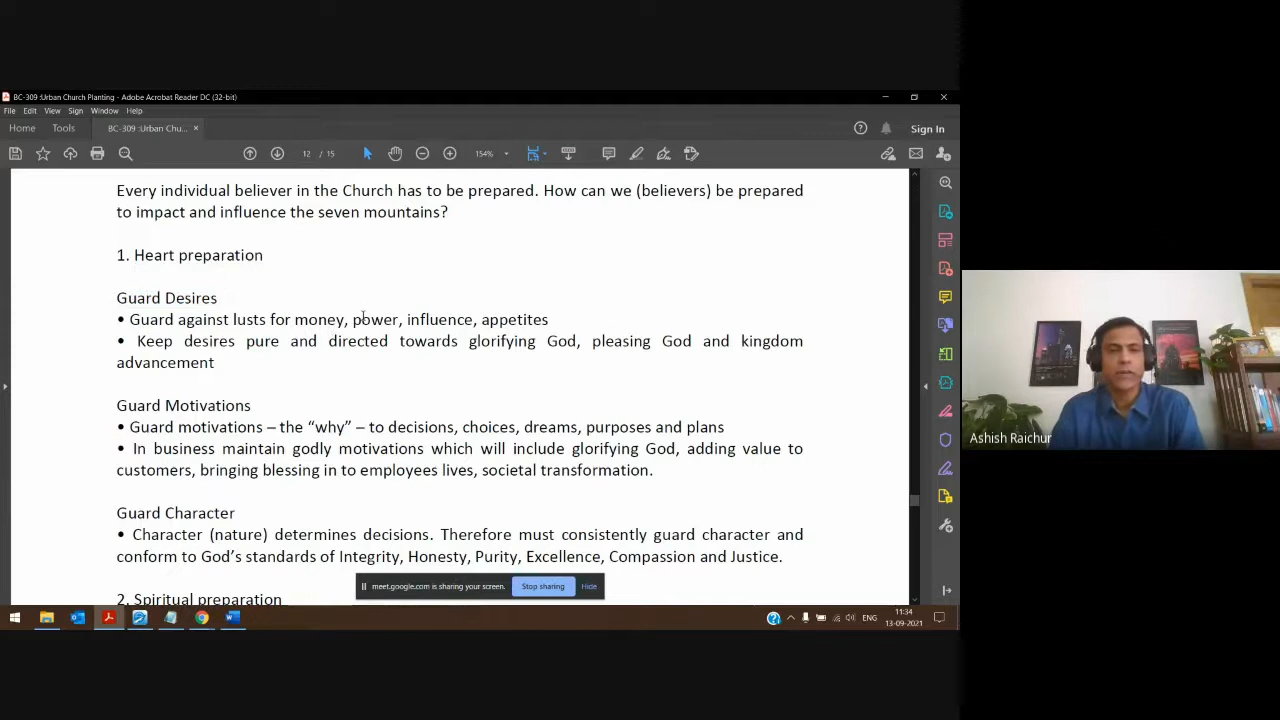 BC-309 :Urban Church Planting - Adobe Acrobat Reader DC (32-bit)
File Edit View Sign Window Help
Home Tools BC-309 :Urban Chu... × Sign In
12 / 15 154%
Every individual believer in the Church has to be prepared. How can we (believers) be prepared
to impact and influence the seven mountains?
1. Heart preparation
Guard Desires
• Guard against lusts for money, power, influence, appetites
• Keep desires pure and directed towards glorifying God, pleasing God and kingdom
advancement
Guard Motivations
• Guard motivations – the “why” – to decisions, choices, dreams, purposes and plans
• In business maintain godly motivations which will include glorifying God, adding value to
customers, bringing blessing in to employees lives, societal transformation.
Guard Character
• Character (nature) determines decisions. Therefore must consistently guard character and
conform to God’s standards of Integrity, Honesty, Purity, Excellence, Compassion and Justice.
2. Spiritual preparation
meet.google.com is sharing your screen. Stop sharing Hide
Ashish Raichur
ENG
11:34
13-09-2021